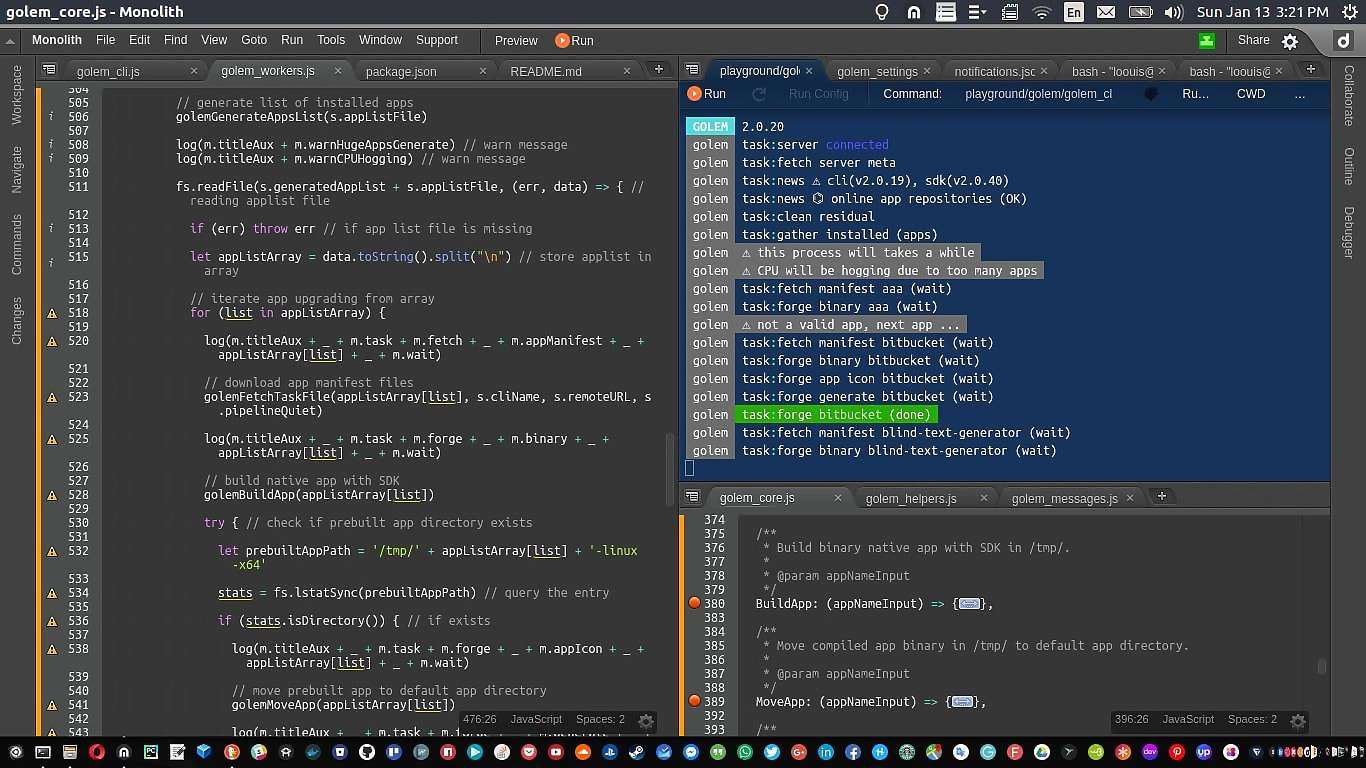 golem_core.js - Monolith
En
Sun Jan 13 3:21 PM
Monolith File Edit Find View Goto Run Tools Window Support Preview Run
Share
Workspace
Navigate
Commands
Changes
golem_cli.js × golem_workers.js × package.json × README.md × +
504
505 // generate list of installed apps
506 golemGenerateAppsList(s.appListFile)
507
508 log(m.titleAux + m.warnHugeAppsGenerate) // warn message
509 log(m.titleAux + m.warnCPUHogging) // warn message
510
511 fs.readFile(s.generatedAppList + s.appListFile, (err, data) => { //
reading applist file
512
513 if (err) throw err // if app list file is missing
514
515 let appListArray = data.toString().split("\n") // store applist in
array
516
517 // iterate app upgrading from array
518 for (list in appListArray) {
519
520 log(m.titleAux + _ + m.task + m.fetch + _ + m.appManifest + _ +
appListArray[list] + _ + m.wait)
521
522 // download app manifest files
523 golemFetchTaskFile(appListArray[list], s.cliName, s.remoteURL, s
.pipelineQuiet)
524
525 log(m.titleAux + _ + m.task + m.forge + _ + m.binary + _ +
appListArray[list] + _ + m.wait)
526
527 // build native app with SDK
528 golemBuildApp(appListArray[list])
529
530 try { // check if prebuilt app directory exists
531
532 let prebuiltAppPath = '/tmp/' + appListArray[list] + '-linux
-x64'
533
534 stats = fs.lstatSync(prebuiltAppPath) // query the entry
535
536 if (stats.isDirectory()) { // if exists
537
538 log(m.titleAux + _ + m.task + m.forge + _ + m.appIcon + _ +
appListArray[list] + _ + m.wait)
539
540 // move prebuilt app to default app directory
541 golemMoveApp(appListArray[list])
542
543
476:26 JavaScript Spaces: 2
playground/gol × golem_settings × notifications.jsc × bash - "loouis@ × bash - "loouis@ × +
Run Run Config Command: playground/golem/golem_cl Ru... CWD ...
GOLEM 2.0.20
golem task:server connected
golem task:fetch server meta
golem task:news ⚠ cli(v2.0.19), sdk(v2.0.40)
golem task:news ⌬ online app repositories (OK)
golem task:clean residual
golem task:gather installed (apps)
golem ⚠ this process will takes a while
golem ⚠ CPU will be hogging due to too many apps
golem task:fetch manifest aaa (wait)
golem task:forge binary aaa (wait)
golem ⚠ not a valid app, next app ...
golem task:fetch manifest bitbucket (wait)
golem task:forge binary bitbucket (wait)
golem task:forge app icon bitbucket (wait)
golem task:forge generate bitbucket (wait)
golem task:forge bitbucket (done)
golem task:fetch manifest blind-text-generator (wait)
golem task:forge binary blind-text-generator (wait)
golem_core.js × golem_helpers.js × golem_messages.js × +
374
375 /**
376 * Build binary native app with SDK in /tmp/.
377 *
378 * @param appNameInput
379 */
380 BuildApp: (appNameInput) => {
},
383
384 /**
385 * Move compiled app binary in /tmp/ to default app directory.
386 *
387 * @param appNameInput
388 */
389 MoveApp: (appNameInput) => {
},
392
393 /**
396:26 JavaScript Spaces: 2
Collaborate
Outline
Debugger